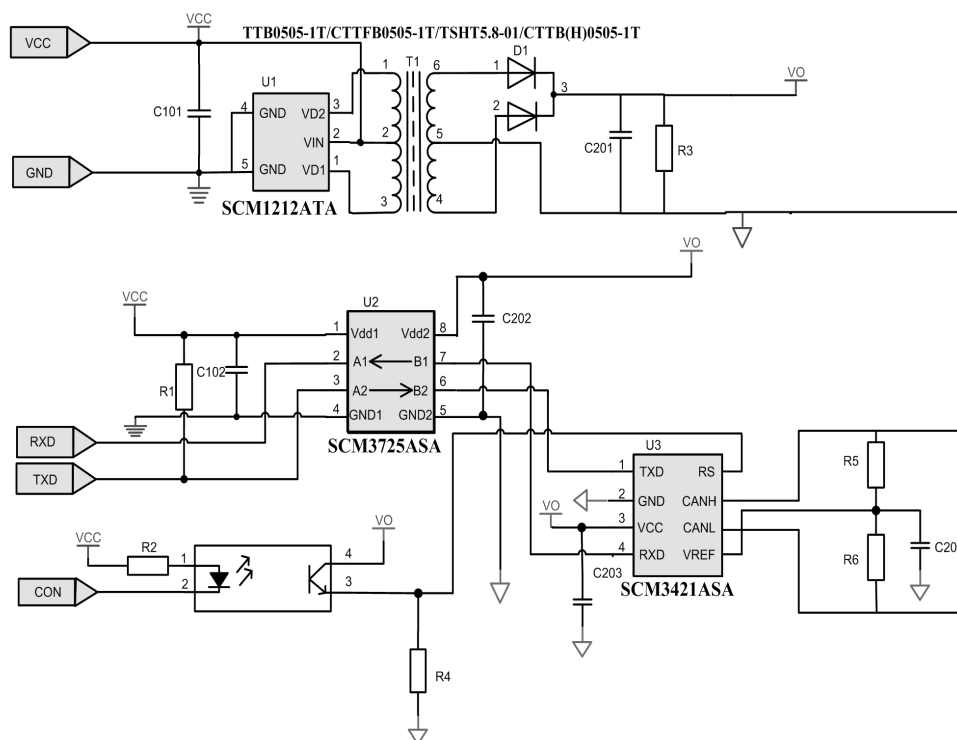 TTB0505-1T/CTTFB0505-1T/TSHT5.8-01/CTTB(H)0505-1T
VCC
VCC
C101
GND
U1
4 GND VD2 3
VIN 2
5 GND VD1 1
SCM1212ATA
T1
1
2
3
6
5
4
D1
1
2
3
VO
C201
R3
VCC
R1
C102
U2
1 Vdd1 Vdd2 8
2 A1 B1 7
3 A2 B2 6
4 GND1 GND2 5
SCM3725ASA
VO
C202
RXD
TXD
U3
1 TXD RS
2 GND CANH
3 VCC CANL
4 RXD VREF
SCM3421ASA
VO
C203
R5
R6
C20
VCC
R2
CON
1
2
4
3
VO
R4